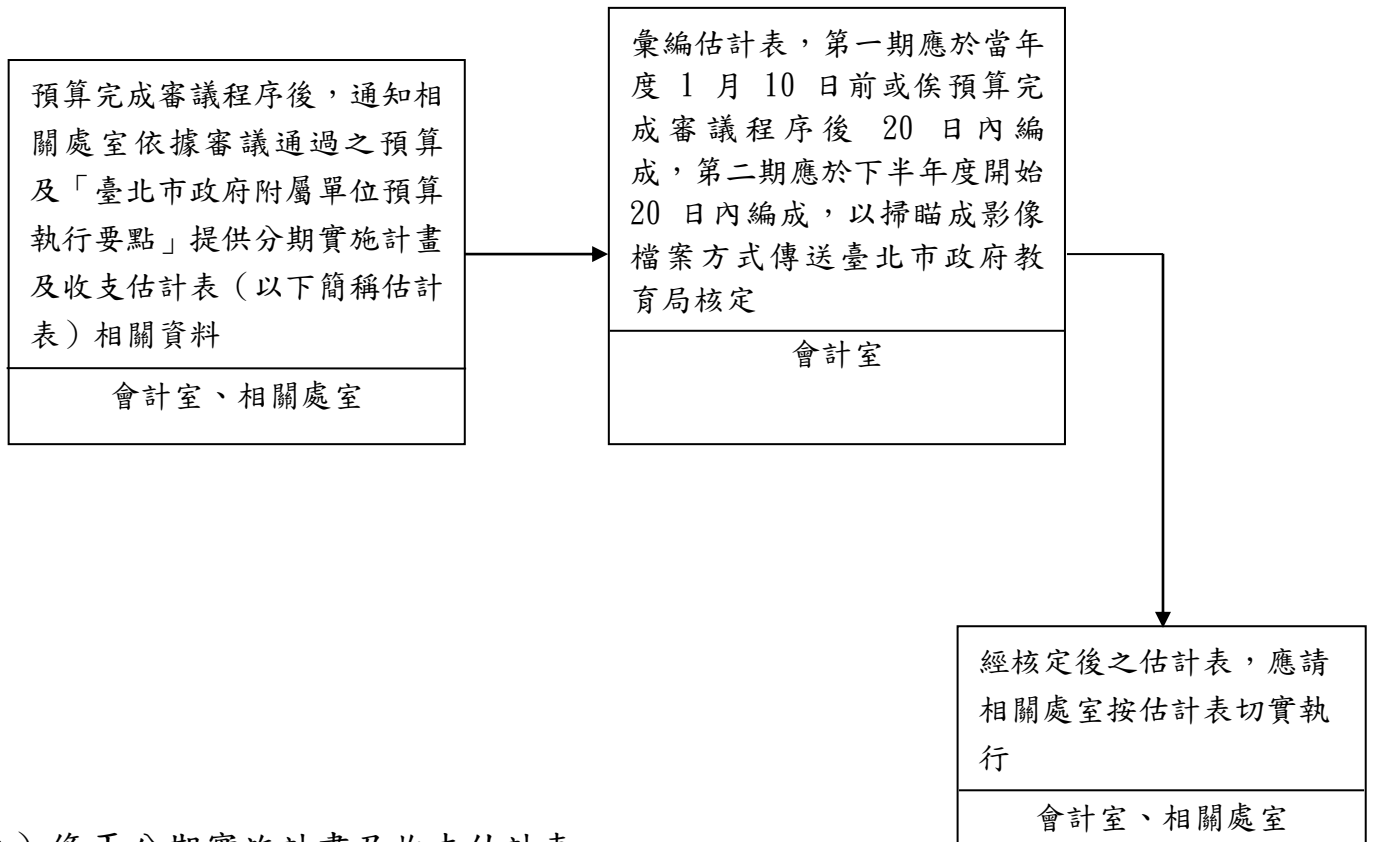 預算完成審議程序後，通知相
關處室依據審議通過之預算
及「臺北市政府附屬單位預算
執行要點」提供分期實施計畫
及收支估計表（以下簡稱估計
表）相關資料
會計室、相關處室
彙編估計表，第一期應於當年
度 1 月 10 日前或俟預算完
成審議程序後 20 日內編
成，第二期應於下半年度開始
20 日內編成，以掃瞄成影像
檔案方式傳送臺北市政府教
育局核定
會計室
經核定後之估計表，應請
相關處室按估計表切實執
行
會計室、相關處室